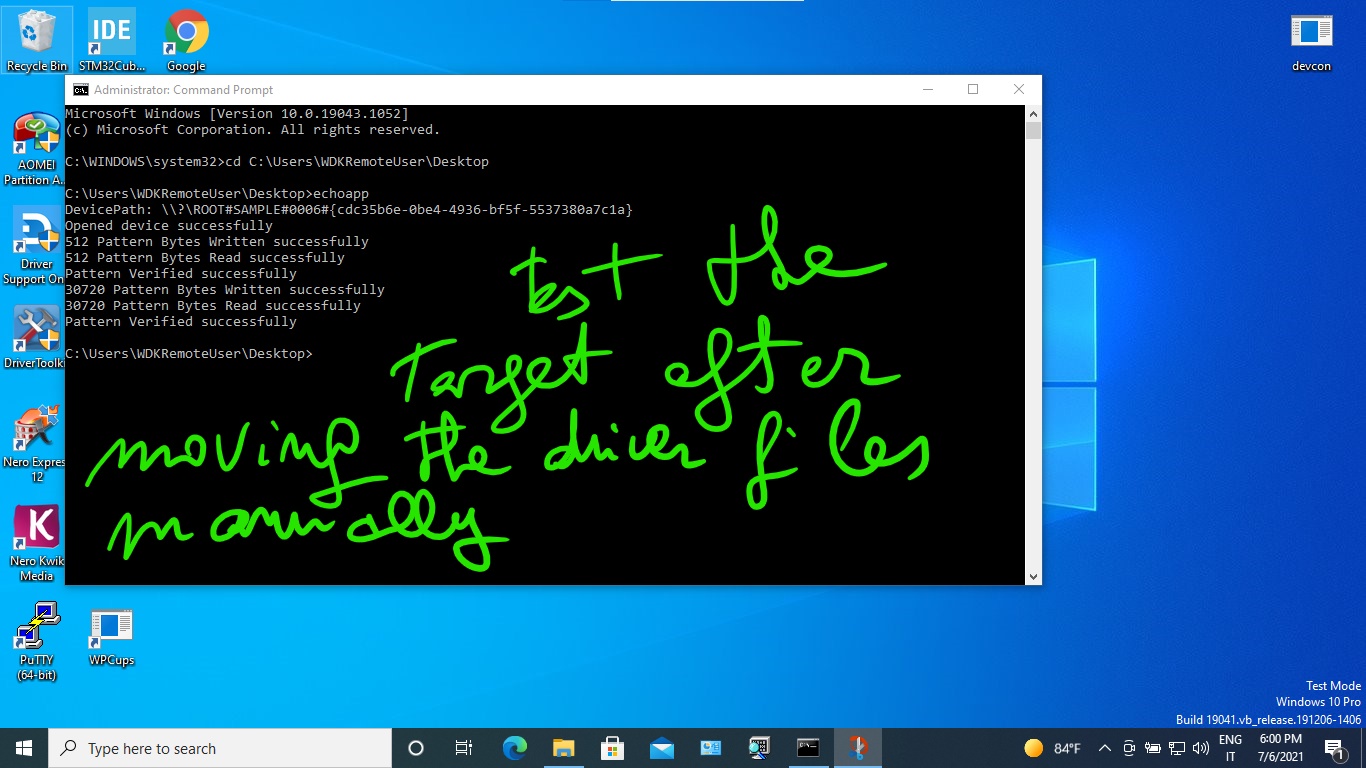 Recycle Bin
IDE
STM32Cub...
Google
devcon
Administrator: Command Prompt
Microsoft Windows [Version 10.0.19043.1052]
(c) Microsoft Corporation. All rights reserved.
C:\WINDOWS\system32>cd C:\Users\WDKRemoteUser\Desktop
C:\Users\WDKRemoteUser\Desktop>echoapp
DevicePath: \\?\ROOT#SAMPLE#0006#{cdc35b6e-0be4-4936-bf5f-5537380a7c1a}
Opened device successfully
512 Pattern Bytes Written successfully
512 Pattern Bytes Read successfully
Pattern Verified successfully
30720 Pattern Bytes Written successfully
30720 Pattern Bytes Read successfully
Pattern Verified successfully
C:\Users\WDKRemoteUser\Desktop>
test the
Target after
moving the driver files
manually
AOMEI
Partition A...
Driver
Support On...
DriverToolki
Nero Expres
12
K
Nero Kwik
Media
PuTTY
(64-bit)
WPCups
Test Mode
Windows 10 Pro
Build 19041.vb_release.191206-1406
Type here to search
84°F
ENG
IT
6:00 PM
7/6/2021
1